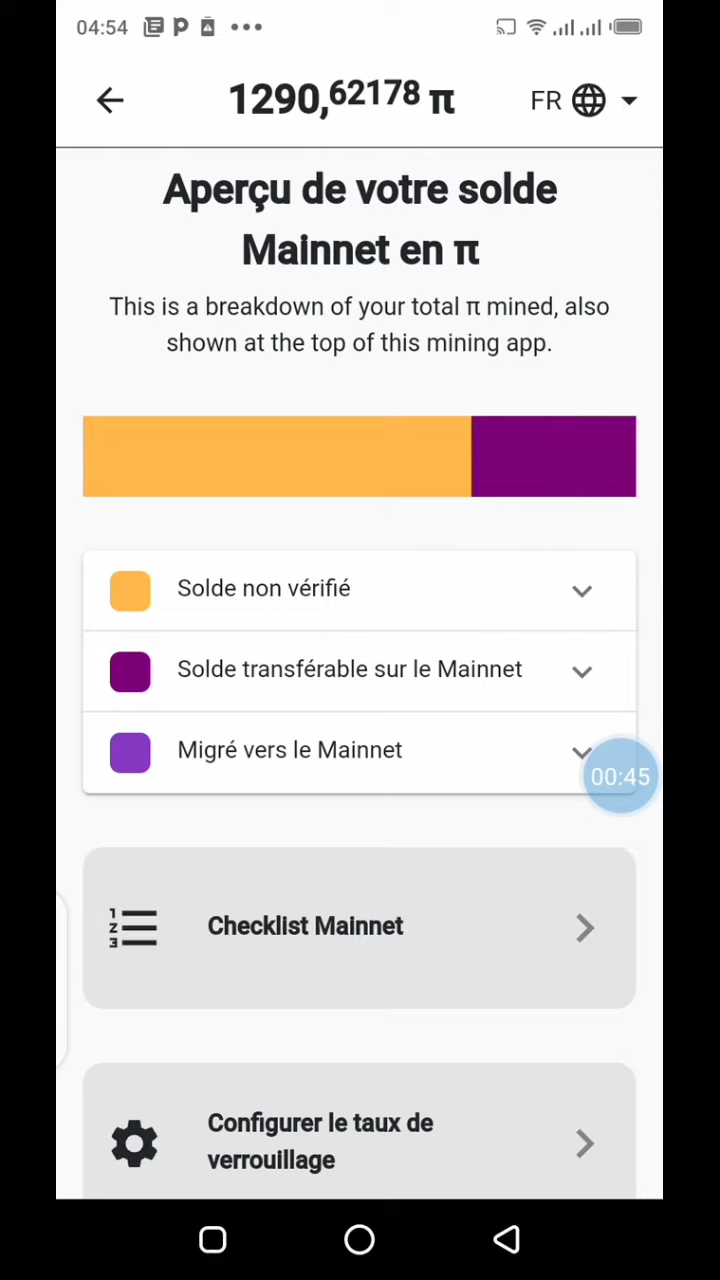 04:54
1290,62178 π
FR
Aperçu de votre solde
Mainnet en π
This is a breakdown of your total π mined, also
shown at the top of this mining app.
Solde non vérifié
Solde transférable sur le Mainnet
Migré vers le Mainnet
00:45
Checklist Mainnet
Configurer le taux de
verrouillage